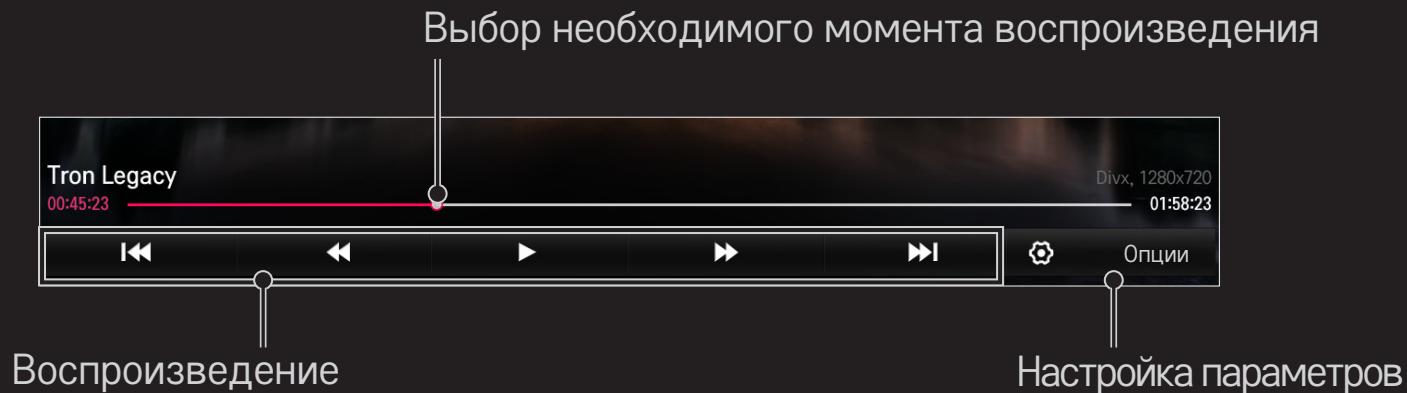 Выбор необходимого момента воспроизведения
Tron Legacy
Divx, 1280x720
00:45:23
01:58:23
Опции
Воспроизведение
Настройка параметров